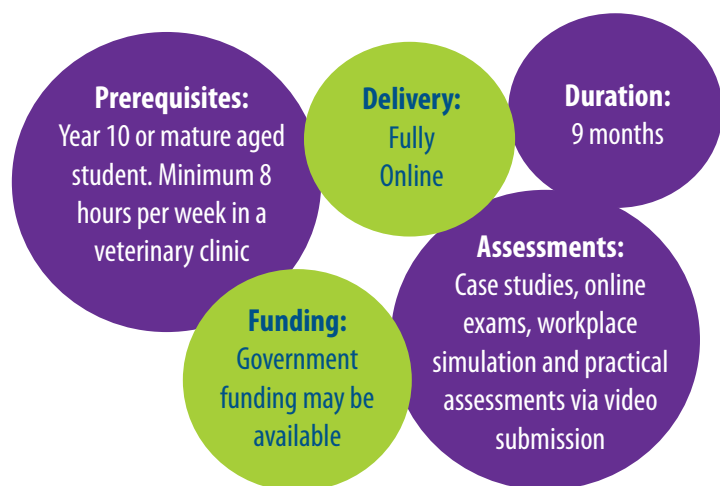 Prerequisites:
Year 10 or mature aged
student. Minimum 8
hours per week in a
veterinary clinic
Delivery:
Fully
Online
Duration:
9 months
Funding:
Government
funding may be
available
Assessments:
Case studies, online
exams, workplace
simulation and practical
assessments via video
submission